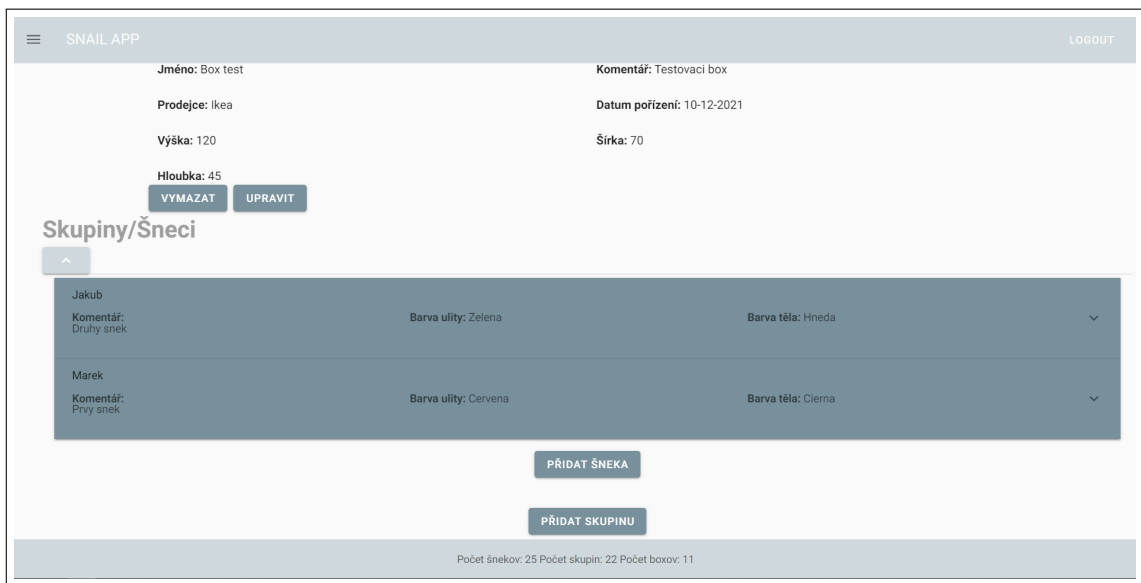 SNAIL APP LOGOUT
Jméno: Box test Komentář: Testovaci box
Prodejce: Ikea Datum pořízení: 10-12-2021
Výška: 120 Šírka: 70
Hloubka: 45
VYMAZAT UPRAVIT
Skupiny/Šneci
Jakub
Komentář: Barva ulity: Zelena Barva těla: Hneda
Druhy snek
Marek
Komentář: Barva ulity: Cervena Barva těla: Cierna
Prvy snek
PŘIDAT ŠNEKA
PŘIDAT SKUPINU
Počet šnekov: 25 Počet skupin: 22 Počet boxov: 11